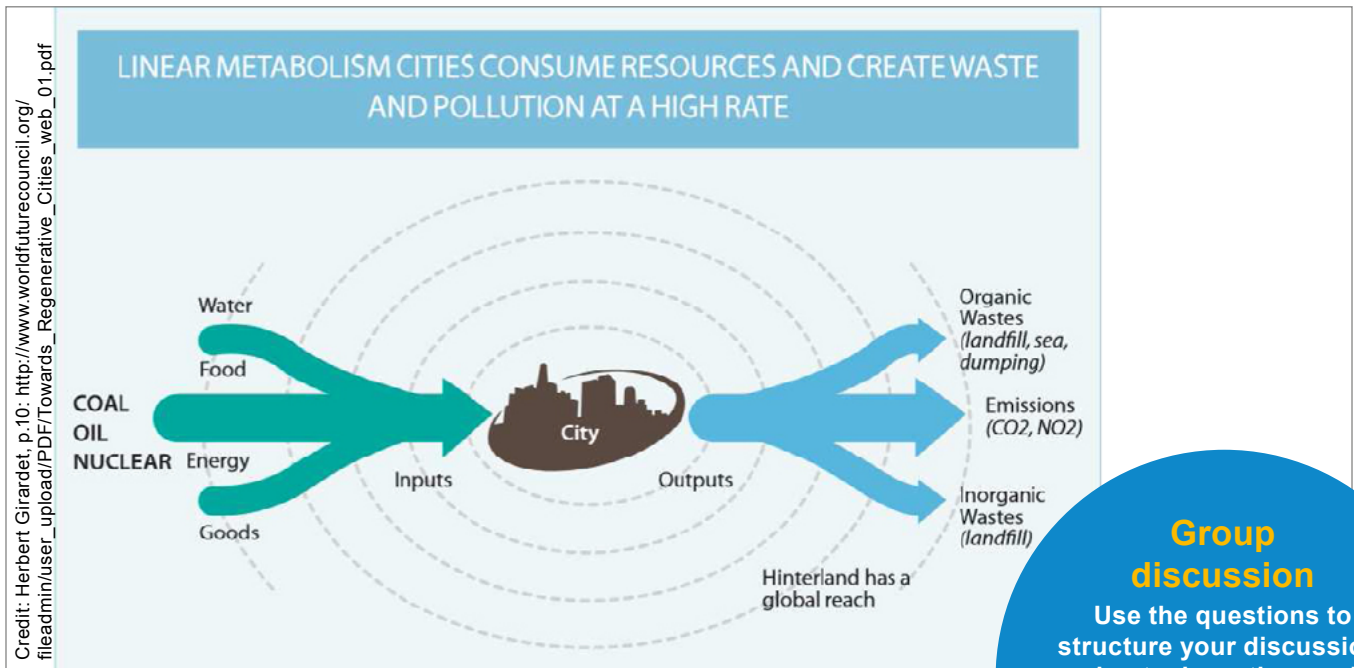 Credit: Herbert Girardet, p.10: http://www.worldfuturecouncil.org/
fileadmin/user_upload/PDF/Towards_Regenerative_Cities_web_01.pdf
LINEAR METABOLISM CITIES CONSUME RESOURCES AND CREATE WASTE
AND POLLUTION AT A HIGH RATE
Water
Food
COAL
OIL
NUCLEAR
Energy
Goods
Inputs
City
Outputs
Organic
Wastes
(landfill, sea,
dumping)
Emissions
(CO2, NO2)
Inorganic
Wastes
(landfill)
Hinterland has a
global reach
Group
discussion
Use the questions to
structure your